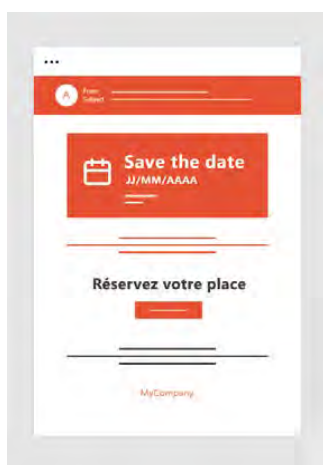 A
From
Subject
Save the date
JJ/MM/AAAA
Réservez votre place
MyCompany